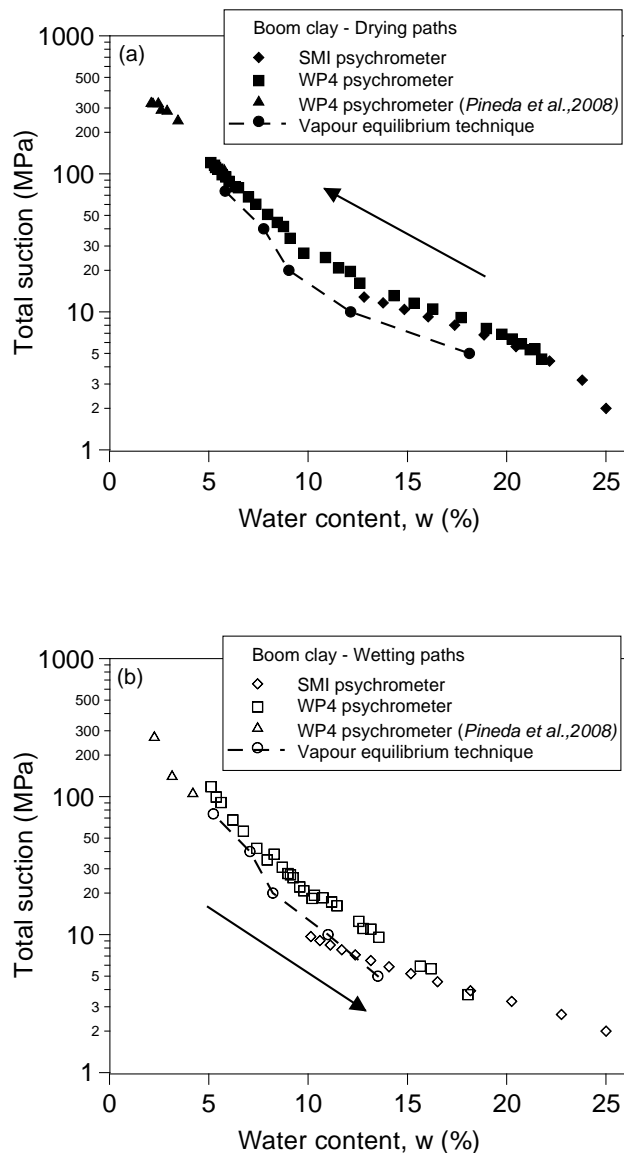 (a)
Boom clay - Drying paths
SMI psychrometer
WP4 psychrometer
WP4 psychrometer (Pineda et al.,2008)
Vapour equilibrium technique
Total suction (MPa)
1000
500
300
200
100
50
30
20
10
5
3
2
1
0 5 10 15 20 25
Water content, w (%)
(b)
Boom clay - Wetting paths
SMI psychrometer
WP4 psychrometer
WP4 psychrometer (Pineda et al.,2008)
Vapour equilibrium technique
Total suction (MPa)
1000
500
300
200
100
50
30
20
10
5
3
2
1
0 5 10 15 20 25
Water content, w (%)